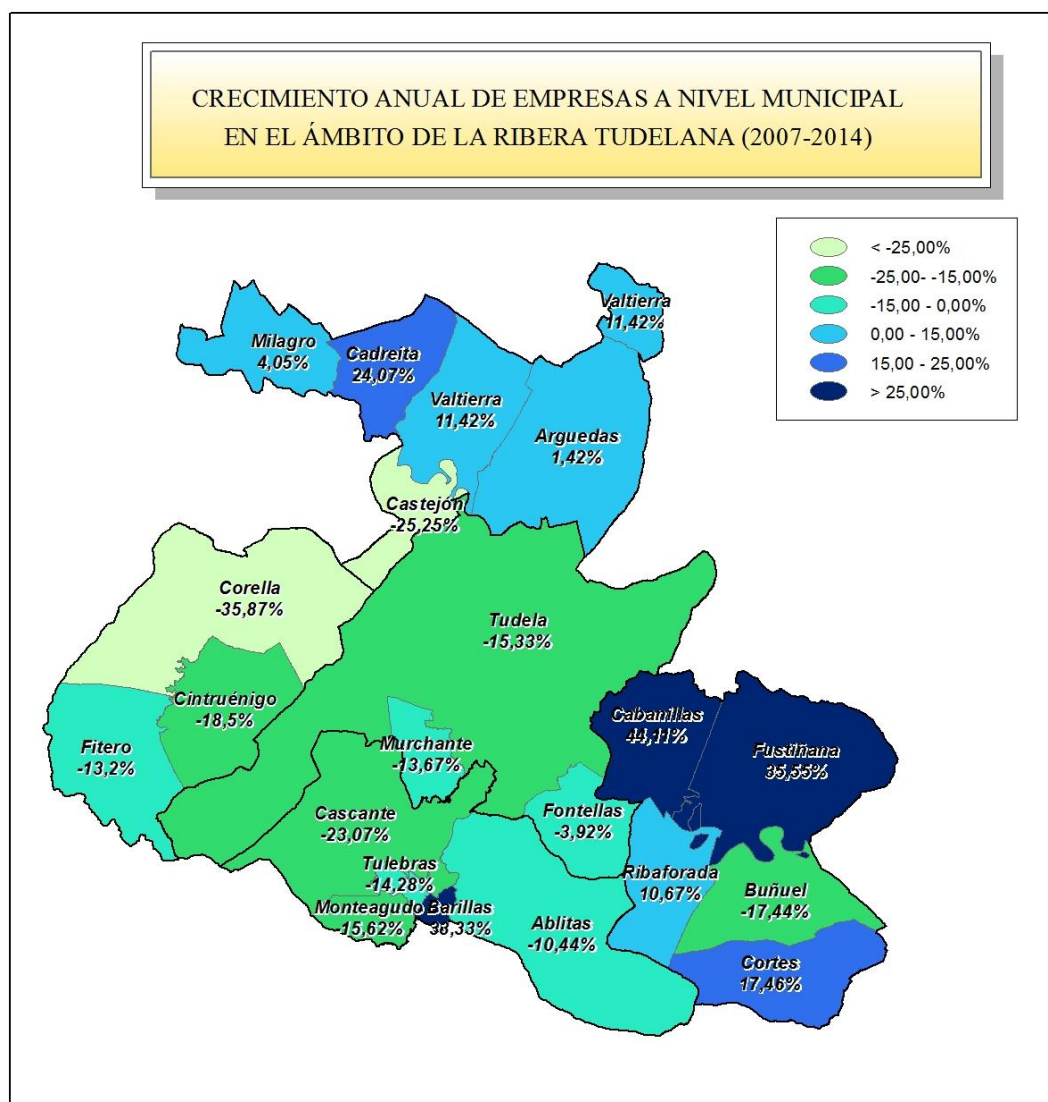 CRECIMIENTO ANUAL DE EMPRESAS A NIVEL MUNICIPAL
EN EL ÁMBITO DE LA RIBERA TUDELANA (2007-2014)
< -25,00%
-25,00- -15,00%
-15,00 - 0,00%
0,00 - 15,00%
15,00 - 25,00%
> 25,00%
Valtierra
11,42%
Milagro
4,05%
Cadreita
24,07%
Valtierra
11,42%
Arguedas
1,42%
Castejón
-25,25%
Corella
-35,87%
Tudela
-15,33%
Cintruénigo
-18,5%
Cabanillas
44,11%
Fustiñana
35,55%
Fitero
-13,2%
Murchante
-13,67%
Cascante
-23,07%
Fontellas
-3,92%
Tulebras
-14,28%
Ribaforada
10,67%
Buñuel
-17,44%
Monteagudo
-15,62%
Barillas
38,33%
Ablitas
-10,44%
Cortes
17,46%